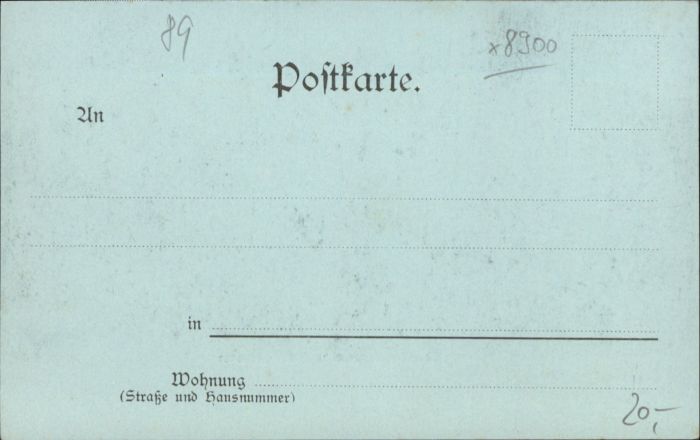 89
x8900
Poſtkarte.
An
in
Wohnung
(Straße und Hausnummer)
20,-